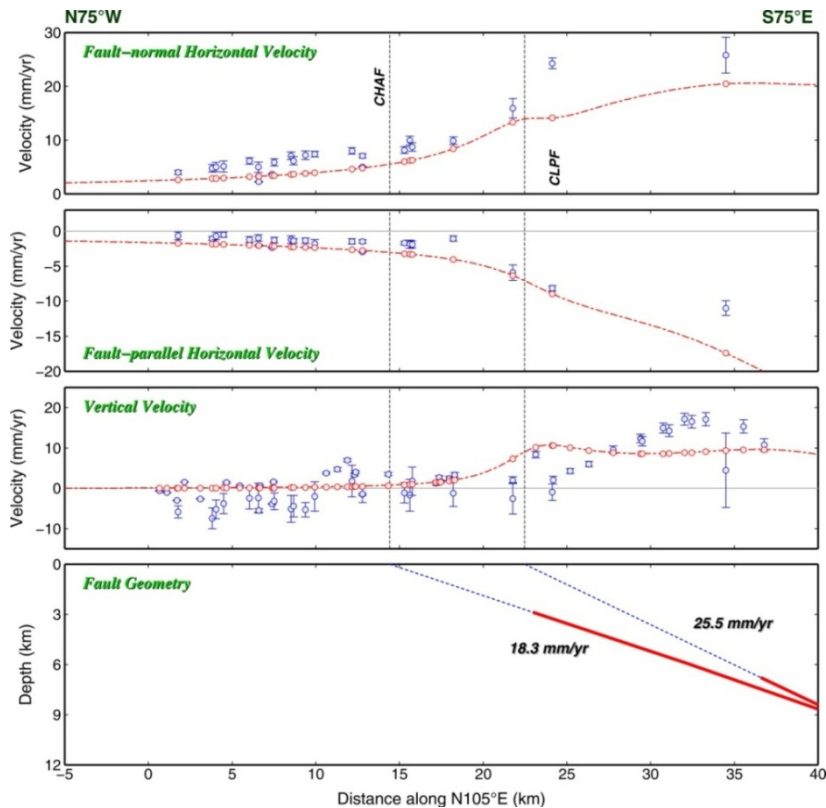 N75°W S75°E
Fault-normal Horizontal Velocity
Velocity (mm/yr)
30
20
10
0
CHAF
CLPF
Velocity (mm/yr)
0
−5
−10
−15
−20
Fault-parallel Horizontal Velocity
Vertical Velocity
Velocity (mm/yr)
20
10
0
−10
Fault Geometry
Depth (km)
0
3
6
9
12
25.5 mm/yr
18.3 mm/yr
−5 0 5 10 15 20 25 30 35 40
Distance along N105°E (km)